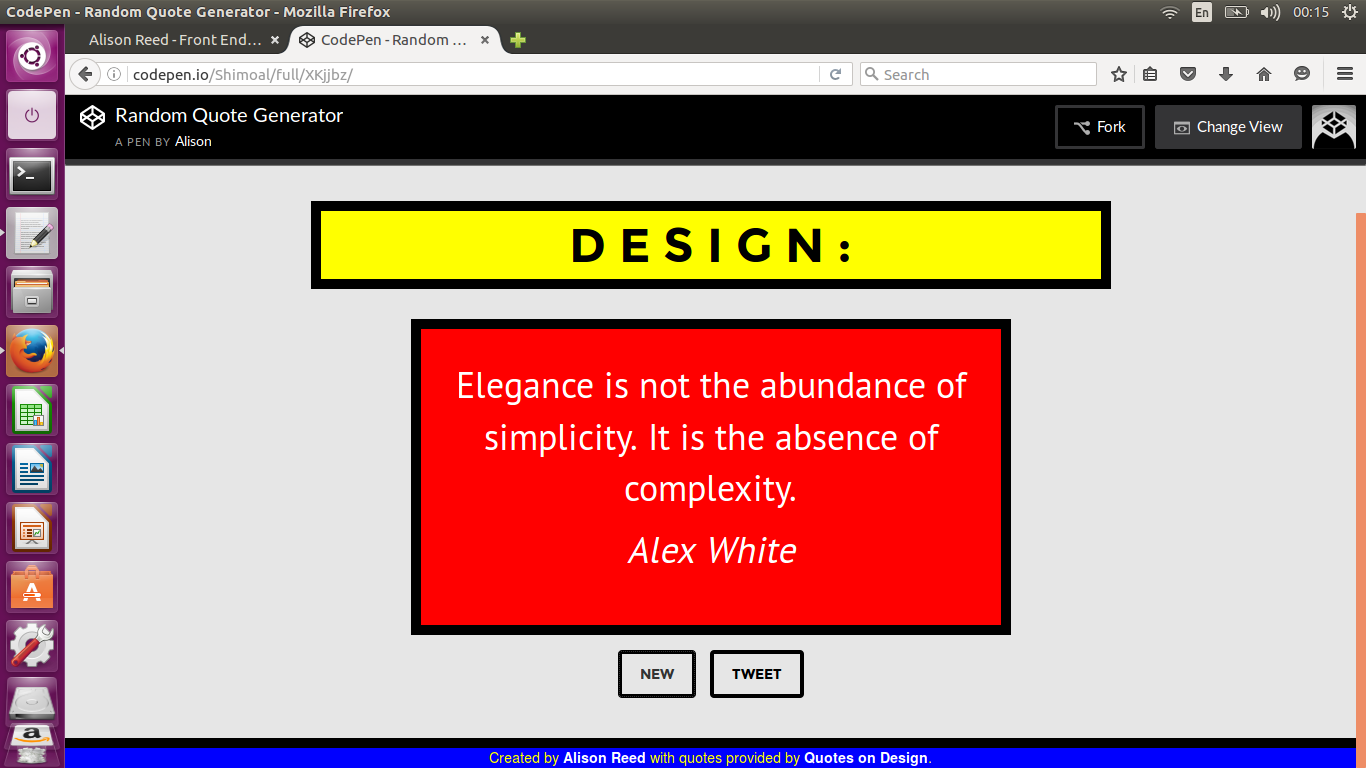 CodePen - Random Quote Generator - Mozilla Firefox
En
00:15
Alison Reed - Front End...
CodePen - Random ...
codepen.io/Shimoal/full/XKjjbz/
Search
Random Quote Generator
A PEN BY Alison
Fork
Change View
DESIGN:
Elegance is not the abundance of
simplicity. It is the absence of
complexity.
Alex White
NEW
TWEET
Created by Alison Reed with quotes provided by Quotes on Design.